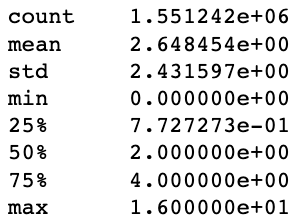 count 1.551242e+06
mean 2.648454e+00
std 2.431597e+00
min 0.000000e+00
25% 7.727273e-01
50% 2.000000e+00
75% 4.000000e+00
max 1.600000e+01